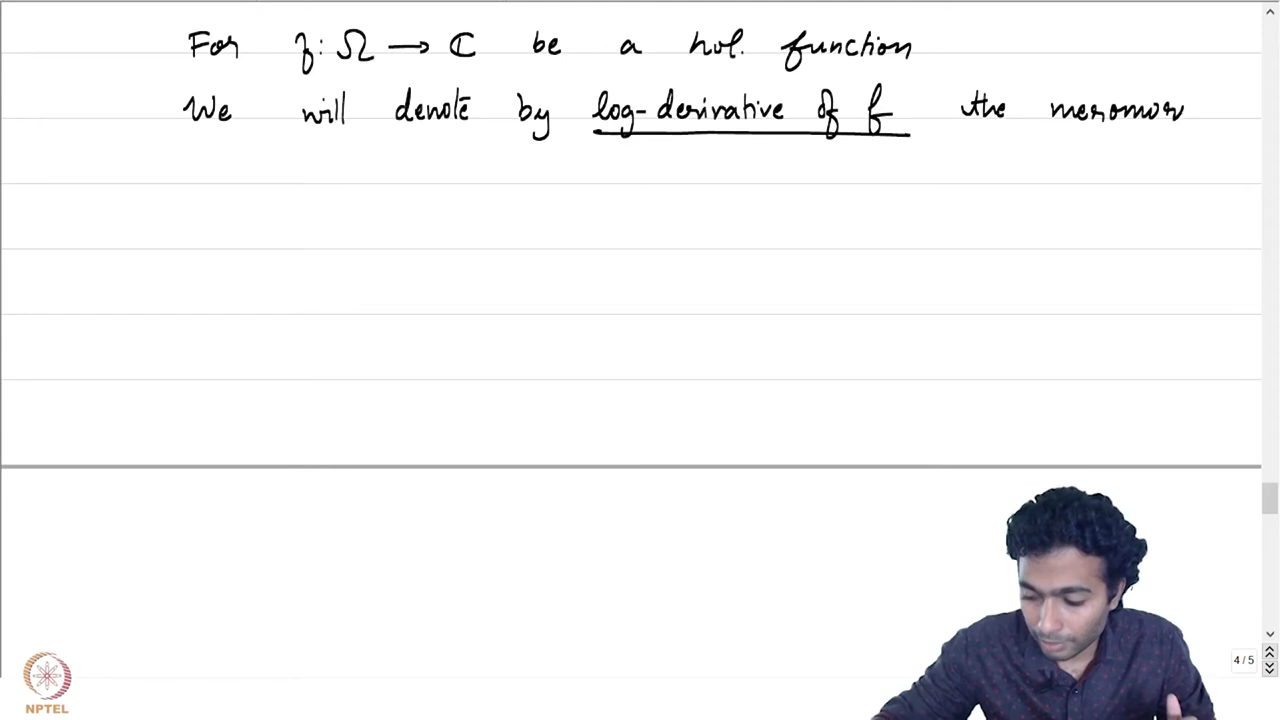 For f: Ω → ℂ be a hol. function
We will denote by log-derivative of f the meromor
4 / 5
NPTEL